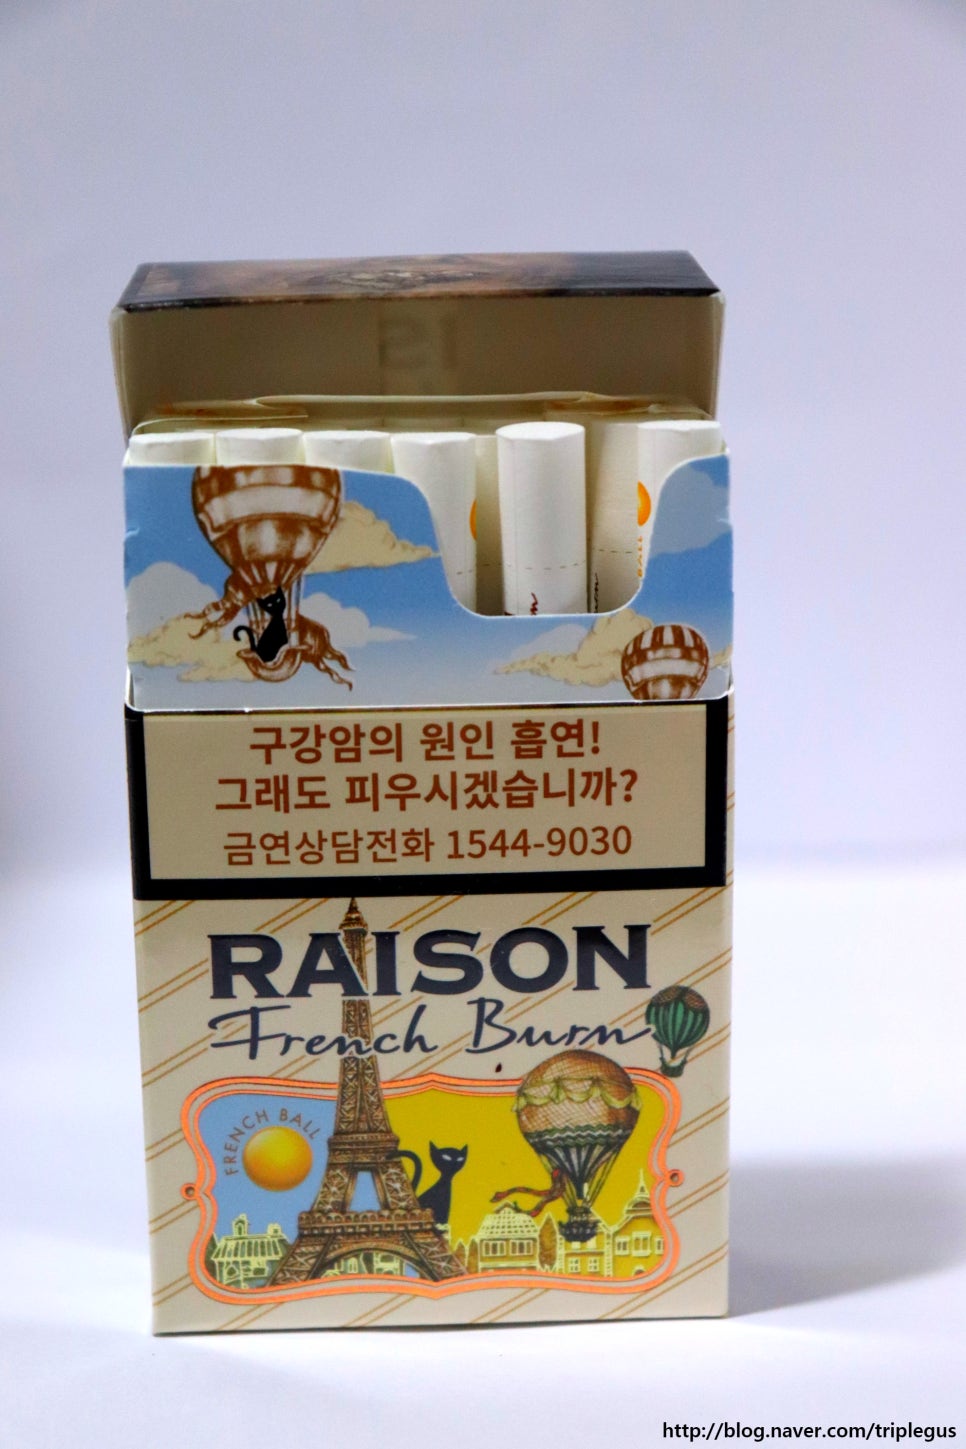 BALL
구강암의 원인 흡연!
그래도 피우시겠습니까?
금연상담전화 1544-9030
RAISON
French Burn
FRENCH BALL
http://blog.naver.com/triplegus